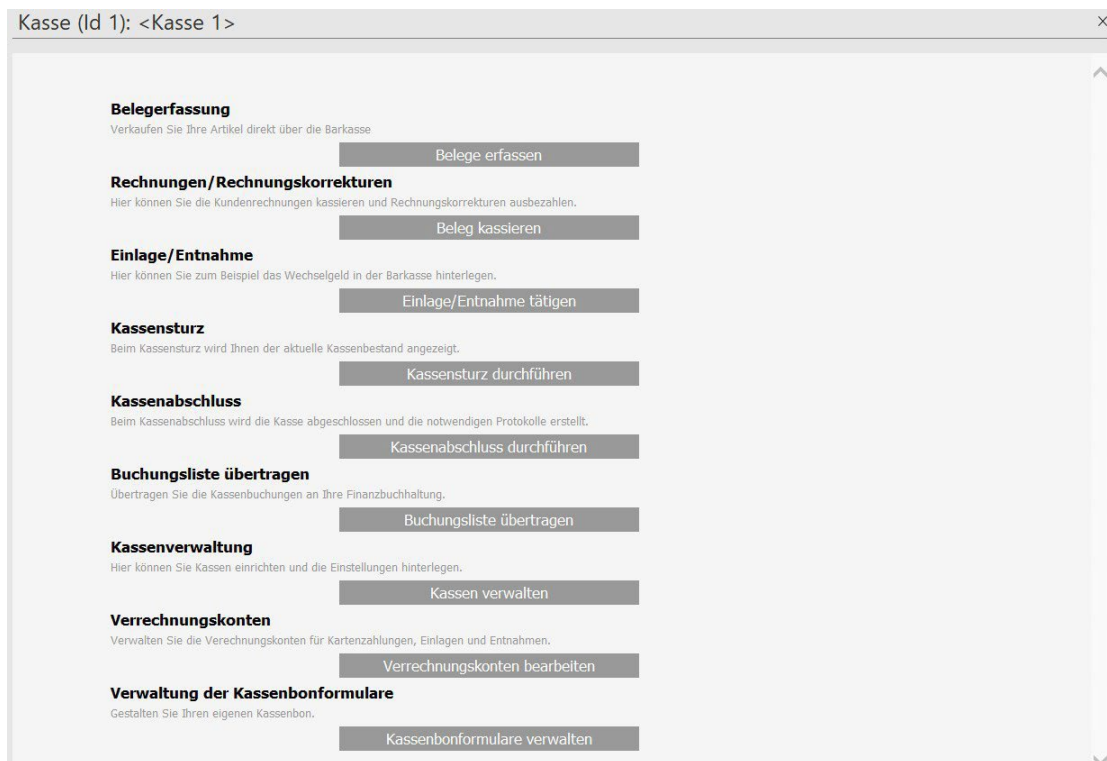 Kasse (Id 1): <Kasse 1>
Belegerfassung
Verkaufen Sie Ihre Artikel direkt über die Barkasse
Belege erfassen
Rechnungen/Rechnungskorrekturen
Hier können Sie die Kundenrechnungen kassieren und Rechnungskorrekturen ausbezahlen.
Beleg kassieren
Einlage/Entnahme
Hier können Sie zum Beispiel das Wechselgeld in der Barkasse hinterlegen.
Einlage/Entnahme tätigen
Kassensturz
Beim Kassensturz wird Ihnen der aktuelle Kassenbestand angezeigt.
Kassensturz durchführen
Kassenabschluss
Beim Kassenabschluss wird die Kasse abgeschlossen und die notwendigen Protokolle erstellt.
Kassenabschluss durchführen
Buchungsliste übertragen
Übertragen Sie die Kassenbuchungen an Ihre Finanzbuchhaltung.
Buchungsliste übertragen
Kassenverwaltung
Hier können Sie Kassen einrichten und die Einstellungen hinterlegen.
Kassen verwalten
Verrechnungskonten
Verwalten Sie die Verechnungskonten für Kartenzahlungen, Einlagen und Entnahmen.
Verrechnungskonten bearbeiten
Verwaltung der Kassenbonformulare
Gestalten Sie Ihren eigenen Kassenbon.
Kassenbonformulare verwalten